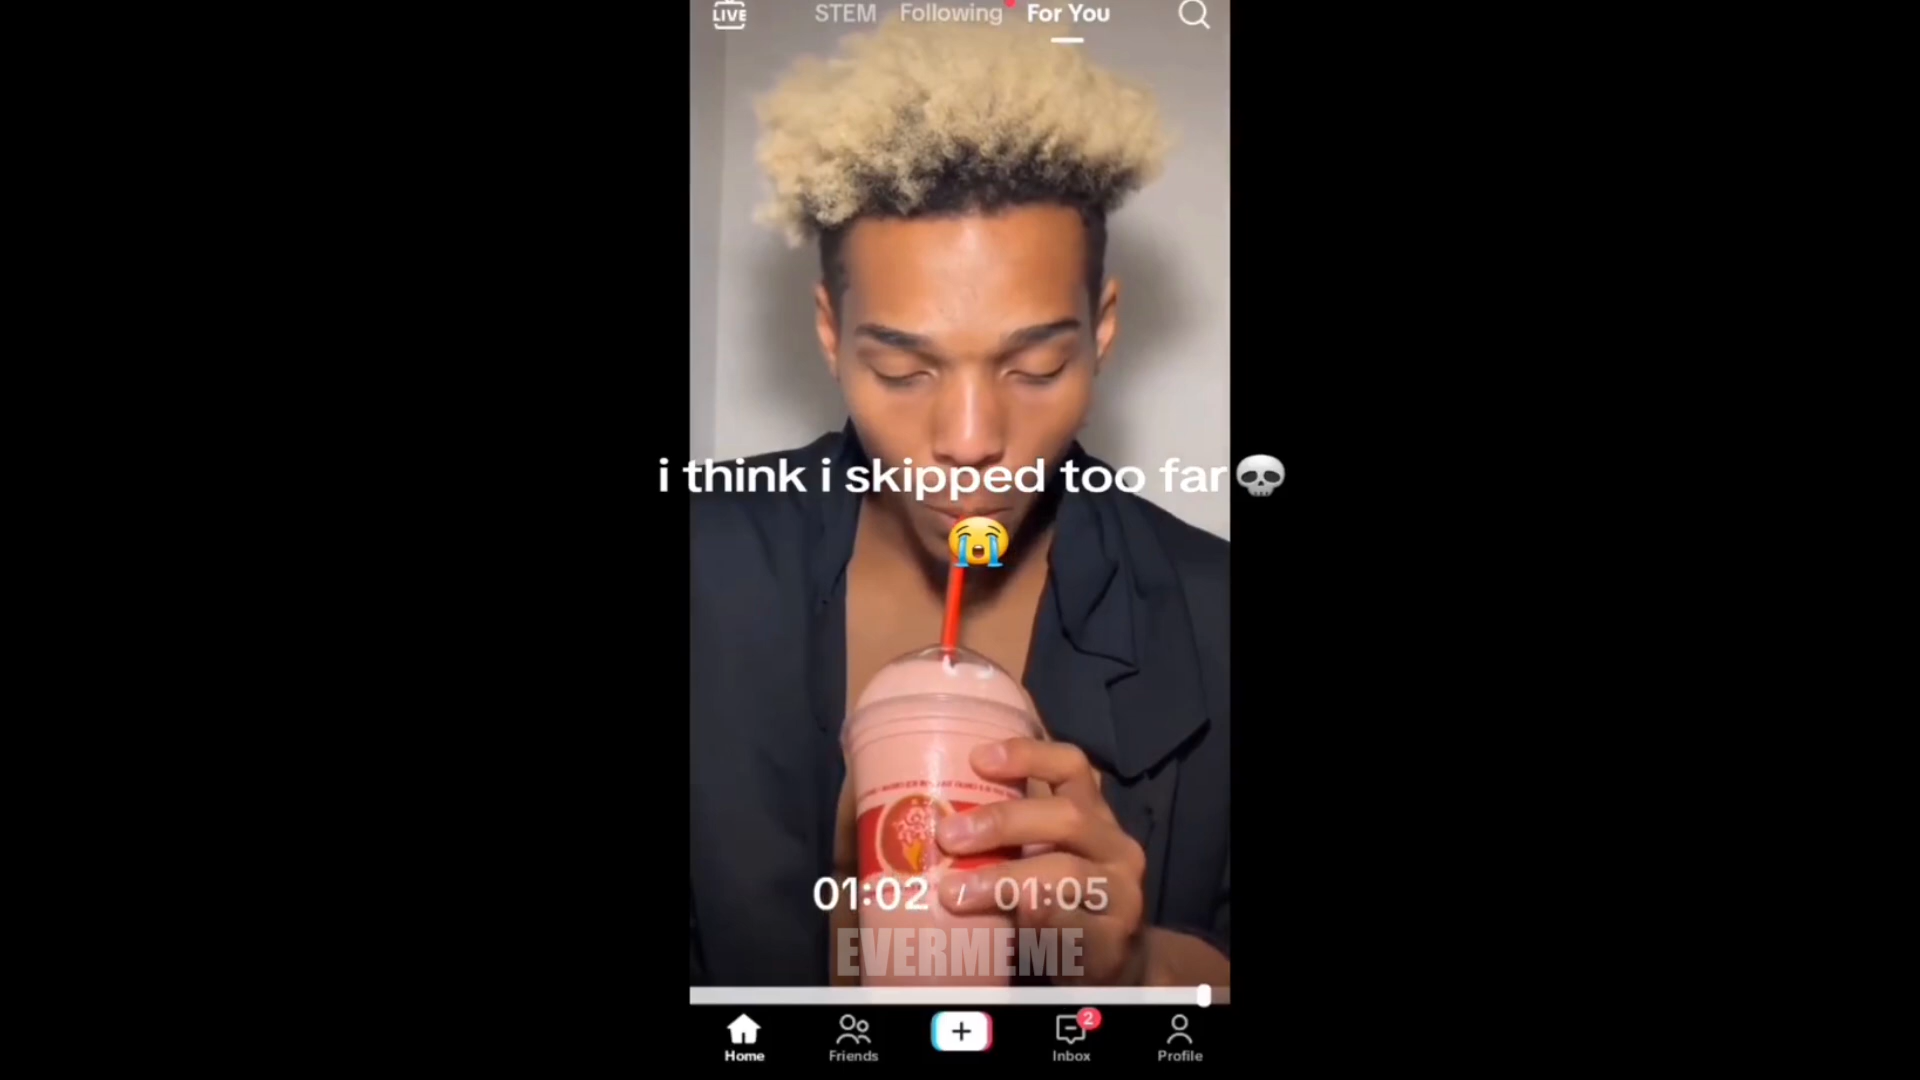 LIVE
STEM Following For You
i think i skipped too far💀
😭
01:02 / 01:05
EVERMEME
Home Friends Inbox 2 Profile